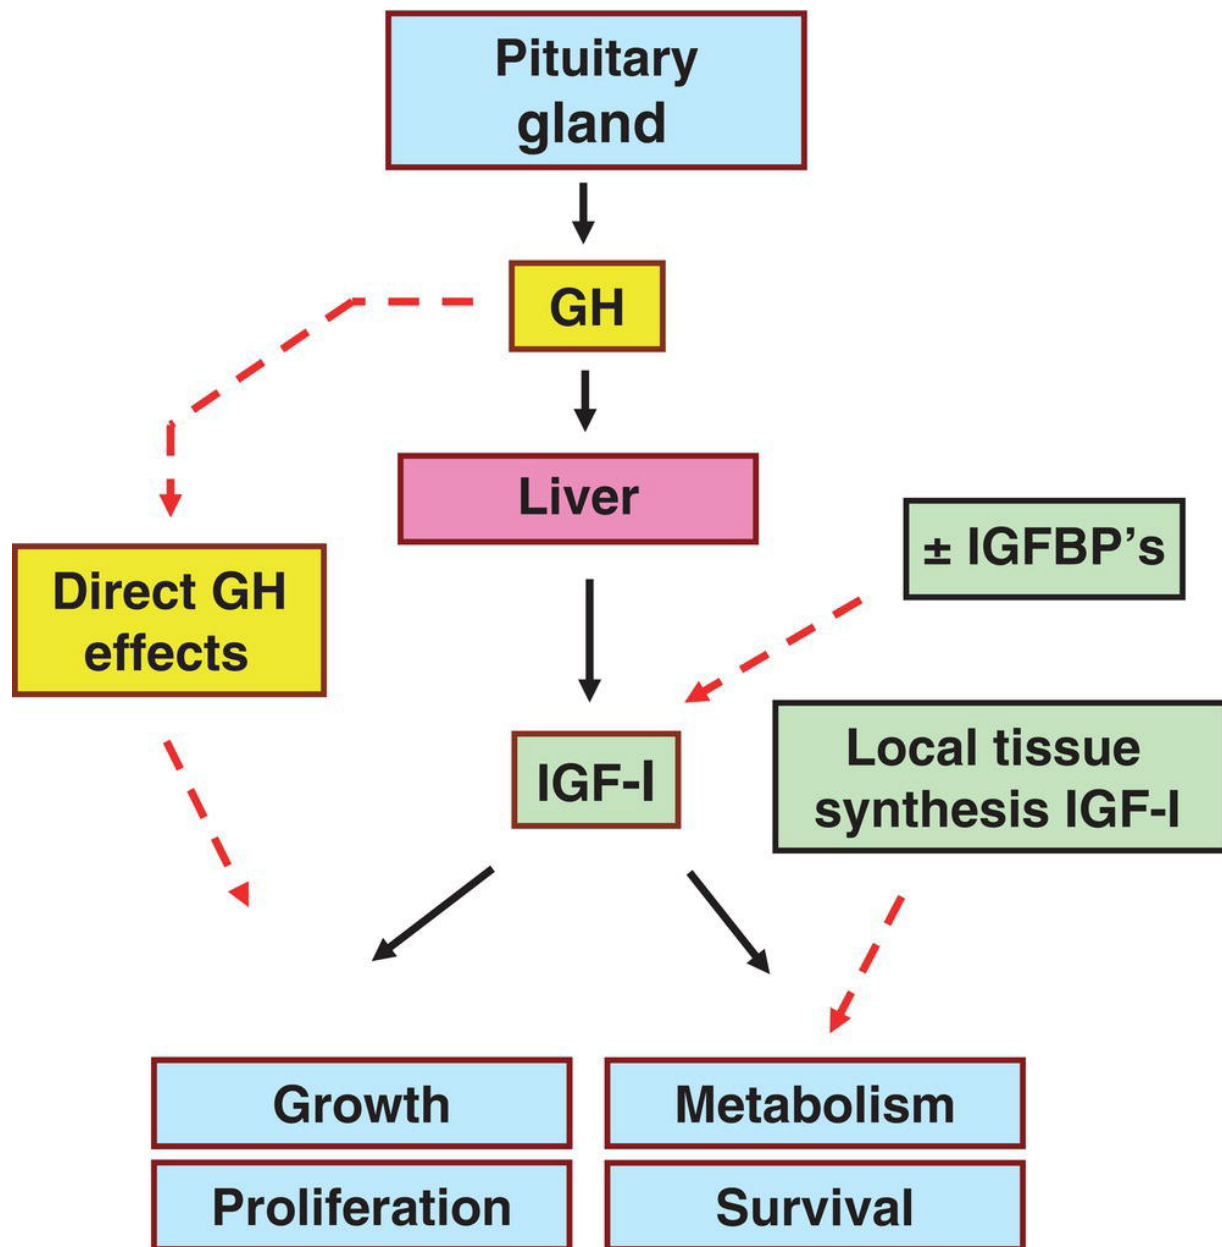 Pituitary
gland
GH
Liver
± IGFBP’s
Direct GH
effects
Local tissue
synthesis IGF-I
IGF-I
Growth
Metabolism
Proliferation
Survival